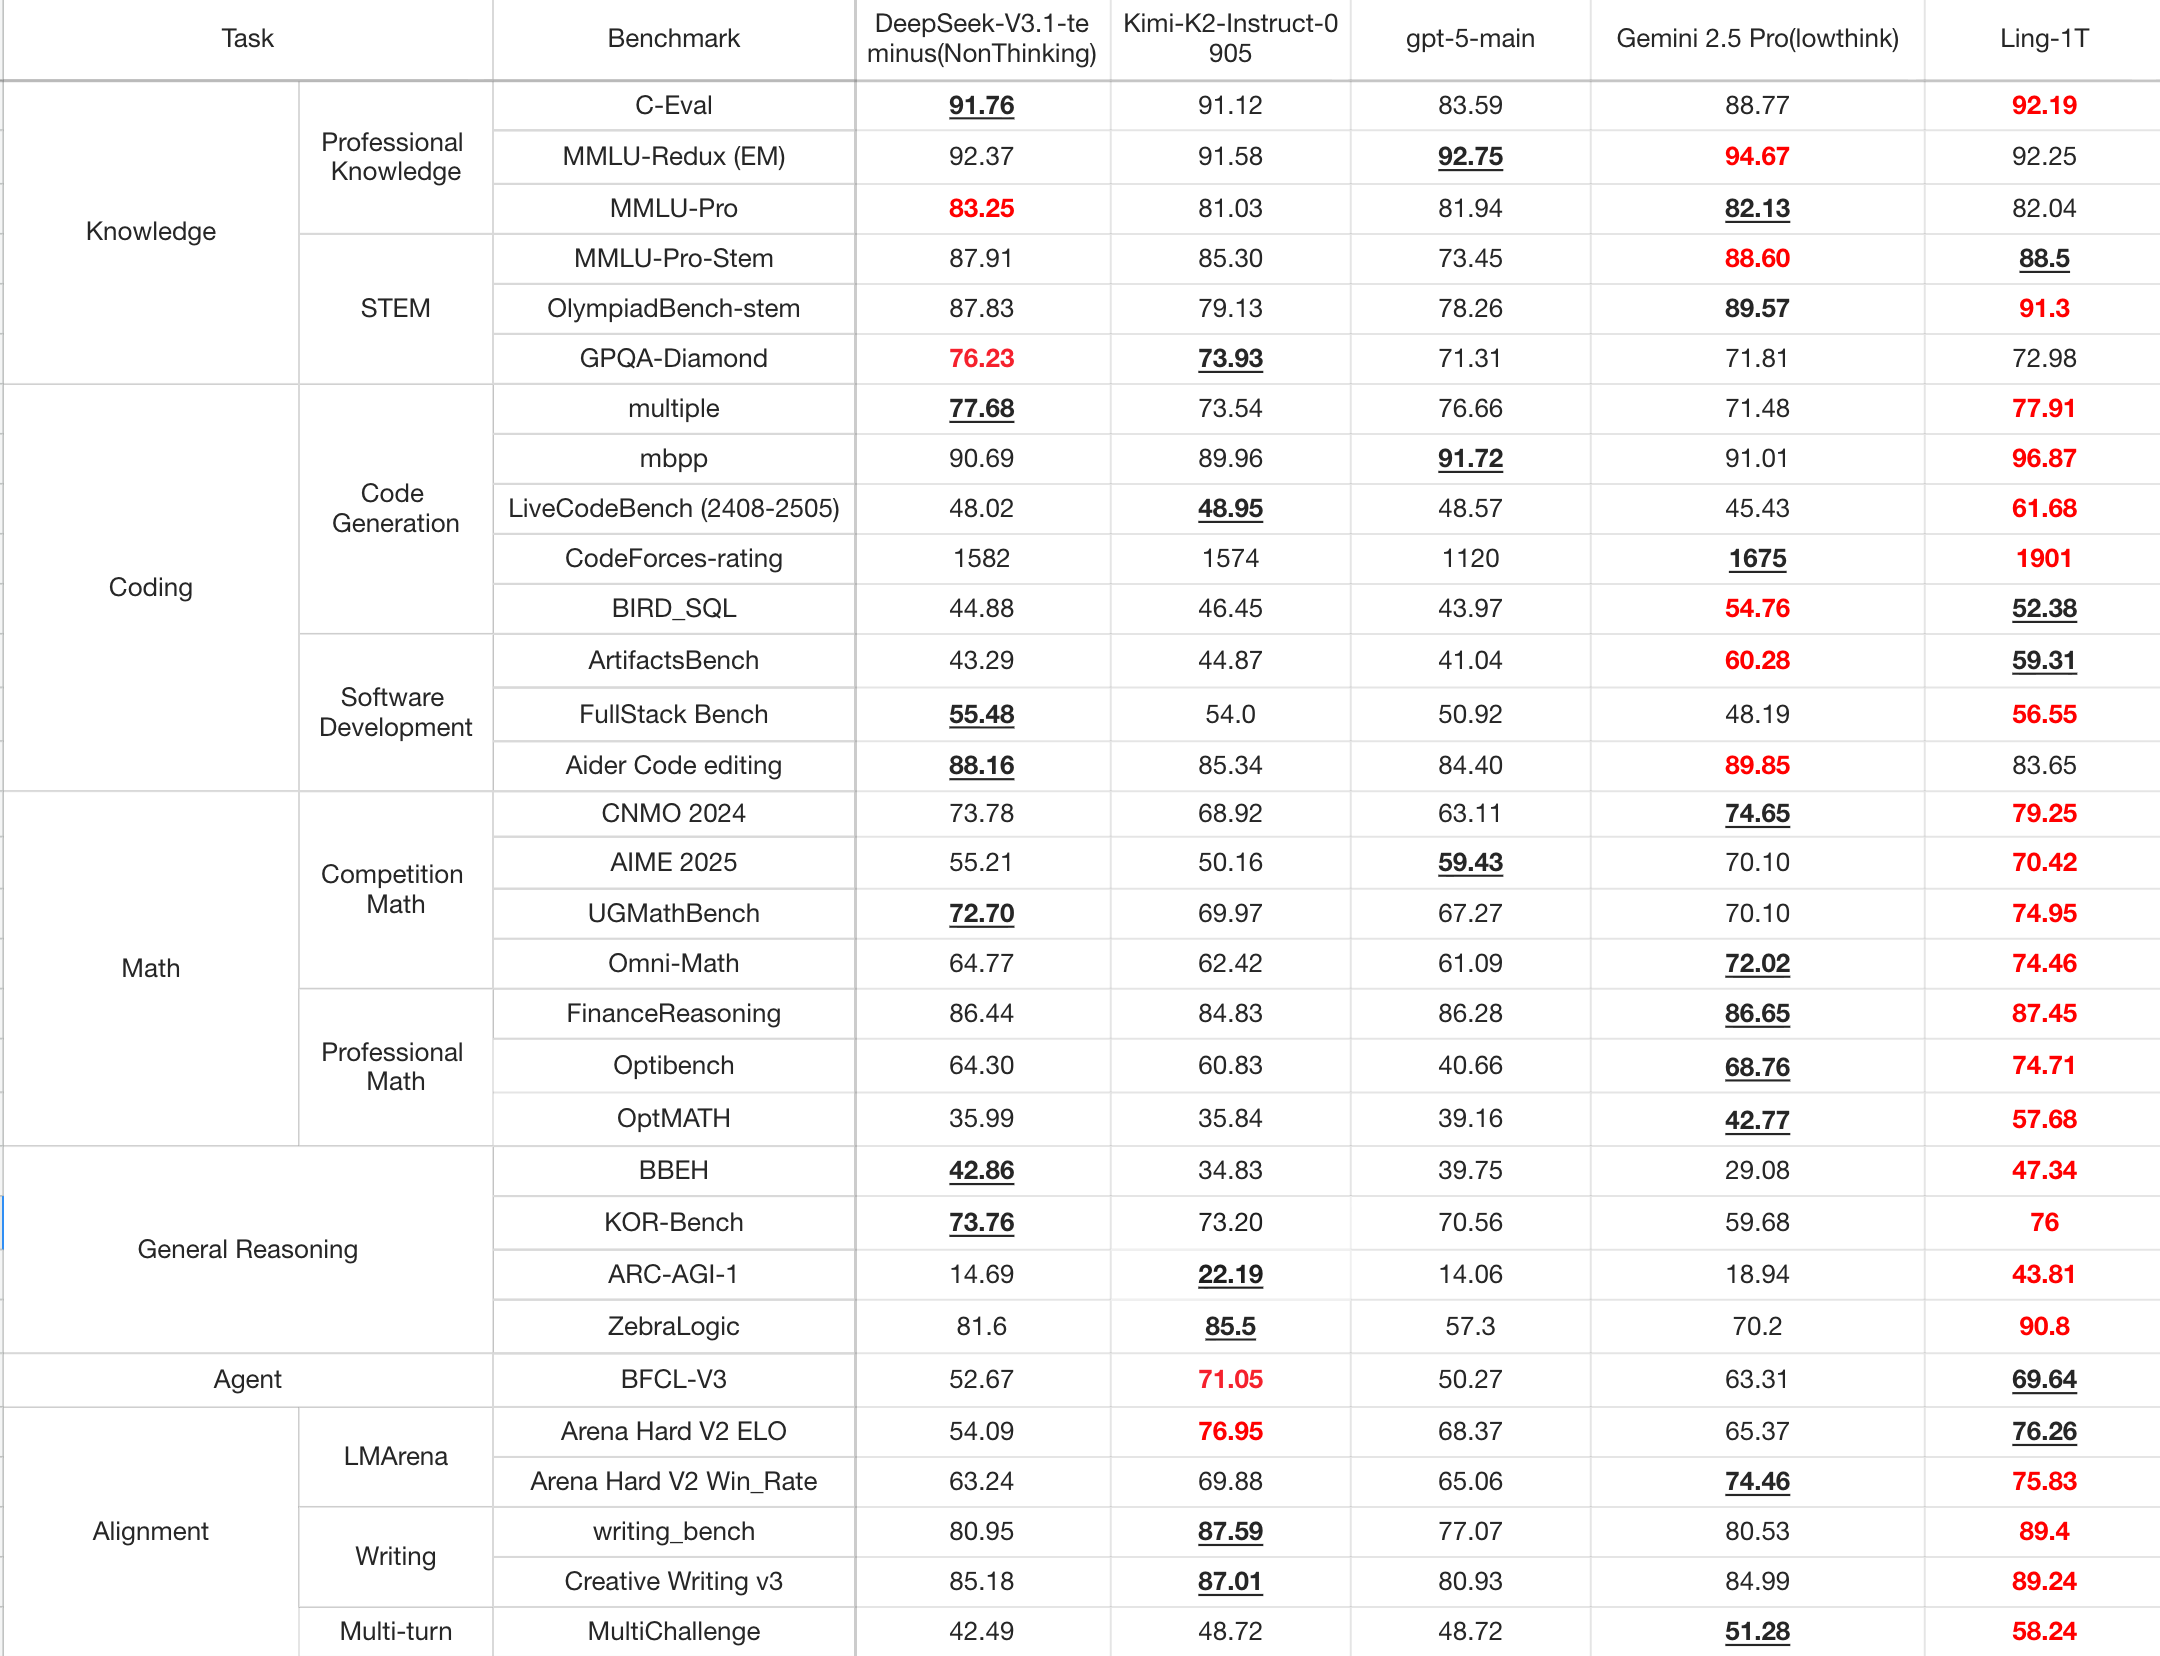 Task Benchmark DeepSeek-V3.1-te Kimi-K2-Instruct-0 gpt-5-main Gemini 2.5 Pro(lowthink) Ling-1T
minus(NonThinking) 905
Knowledge
Professional
Knowledge
C-Eval 91.76 91.12 83.59 88.77 92.19
MMLU-Redux (EM) 92.37 91.58 92.75 94.67 92.25
MMLU-Pro 83.25 81.03 81.94 82.13 82.04
STEM
MMLU-Pro-Stem 87.91 85.30 73.45 88.60 88.5
OlympiadBench-stem 87.83 79.13 78.26 89.57 91.3
GPQA-Diamond 76.23 73.93 71.31 71.81 72.98
Coding
Code
Generation
multiple 77.68 73.54 76.66 71.48 77.91
mbpp 90.69 89.96 91.72 91.01 96.87
LiveCodeBench (2408-2505) 48.02 48.95 48.57 45.43 61.68
CodeForces-rating 1582 1574 1120 1675 1901
BIRD_SQL 44.88 46.45 43.97 54.76 52.38
Software
Development
ArtifactsBench 43.29 44.87 41.04 60.28 59.31
FullStack Bench 55.48 54.0 50.92 48.19 56.55
Aider Code editing 88.16 85.34 84.40 89.85 83.65
Math
Competition
Math
CNMO 2024 73.78 68.92 63.11 74.65 79.25
AIME 2025 55.21 50.16 59.43 70.10 70.42
UGMathBench 72.70 69.97 67.27 70.10 74.95
Omni-Math 64.77 62.42 61.09 72.02 74.46
Professional
Math
FinanceReasoning 86.44 84.83 86.28 86.65 87.45
Optibench 64.30 60.83 40.66 68.76 74.71
OptMATH 35.99 35.84 39.16 42.77 57.68
General Reasoning
BBEH 42.86 34.83 39.75 29.08 47.34
KOR-Bench 73.76 73.20 70.56 59.68 76
ARC-AGI-1 14.69 22.19 14.06 18.94 43.81
ZebraLogic 81.6 85.5 57.3 70.2 90.8
Agent BFCL-V3 52.67 71.05 50.27 63.31 69.64
Alignment
LMArena
Arena Hard V2 ELO 54.09 76.95 68.37 65.37 76.26
Arena Hard V2 Win_Rate 63.24 69.88 65.06 74.46 75.83
Writing
writing_bench 80.95 87.59 77.07 80.53 89.4
Creative Writing v3 85.18 87.01 80.93 84.99 89.24
Multi-turn MultiChallenge 42.49 48.72 48.72 51.28 58.24